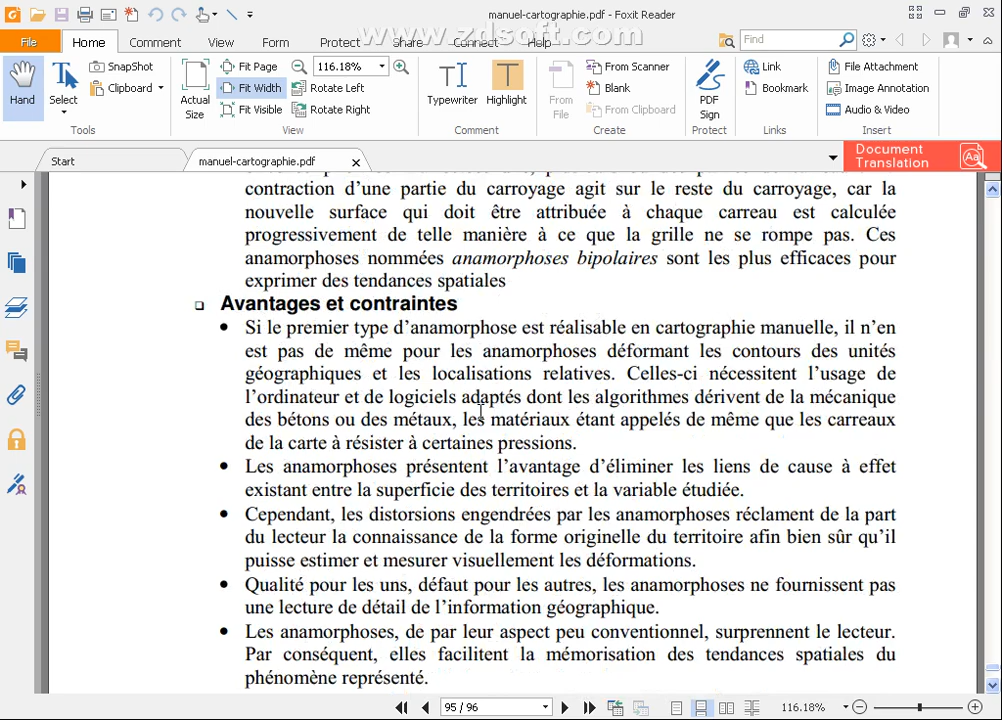 manuel-cartographie.pdf - Foxit Reader
www.zdsoft.com
File Home Comment View Form Protect Share Connect Help Find
Hand
Select
SnapShot
Clipboard
Tools
Actual Size
Fit Page
Fit Width
Fit Visible
116.18%
Rotate Left
Rotate Right
View
Typewriter
Highlight
Comment
From File
From Scanner
Blank
From Clipboard
Create
PDF Sign
Protect
Link
Bookmark
Links
File Attachment
Image Annotation
Audio & Video
Insert
Start
manuel-cartographie.pdf
Document Translation
contraction d’une partie du carroyage agit sur le reste du carroyage, car la
nouvelle surface qui doit être attribuée à chaque carreau est calculée
progressivement de telle manière à ce que la grille ne se rompe pas. Ces
anamorphoses nommées anamorphoses bipolaires sont les plus efficaces pour
exprimer des tendances spatiales
Avantages et contraintes
• Si le premier type d’anamorphose est réalisable en cartographie manuelle, il n’en
est pas de même pour les anamorphoses déformant les contours des unités
géographiques et les localisations relatives. Celles-ci nécessitent l’usage de
l’ordinateur et de logiciels adaptés dont les algorithmes dérivent de la mécanique
des bétons ou des métaux, les matériaux étant appelés de même que les carreaux
de la carte à résister à certaines pressions.
• Les anamorphoses présentent l’avantage d’éliminer les liens de cause à effet
existant entre la superficie des territoires et la variable étudiée.
• Cependant, les distorsions engendrées par les anamorphoses réclament de la part
du lecteur la connaissance de la forme originelle du territoire afin bien sûr qu’il
puisse estimer et mesurer visuellement les déformations.
• Qualité pour les uns, défaut pour les autres, les anamorphoses ne fournissent pas
une lecture de détail de l’information géographique.
• Les anamorphoses, de par leur aspect peu conventionnel, surprennent le lecteur.
Par conséquent, elles facilitent la mémorisation des tendances spatiales du
phénomène représenté.
95 / 96
116.18%